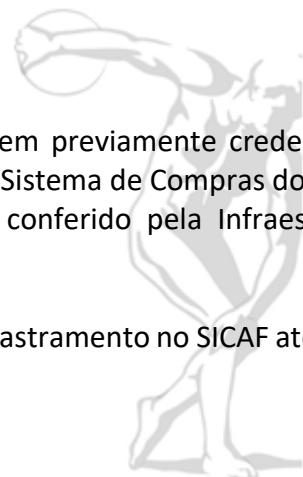 em previamente crede
Sistema de Compras do
conferido pela Infraes
astramento no SICAF at